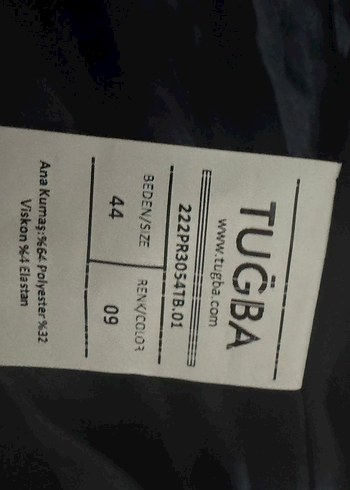 TUĞBA
www.tugba.com
222PR3054TB.01
BEDEN/SIZE RENK/COLOR
44 09
Ana Kumaş:%64 Polyester %32
Viskon %4 Elastan